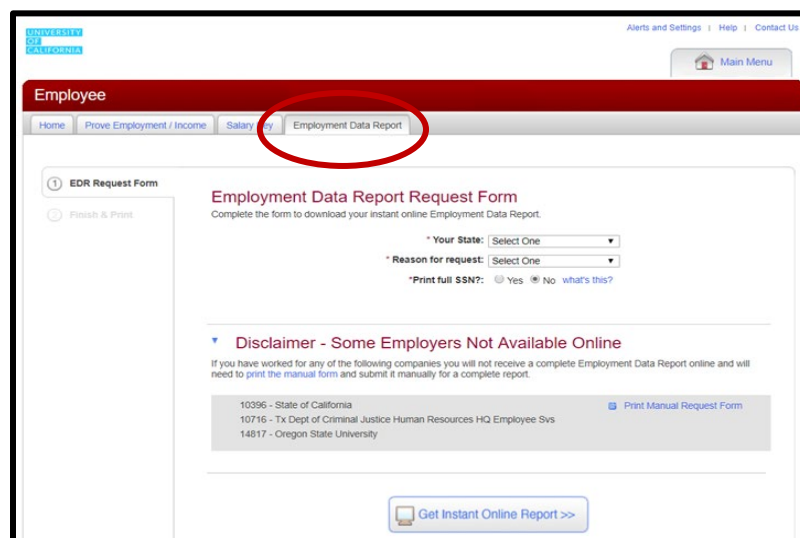 UNIVERSITY
OF
CALIFORNIA
Alerts and Settings | Help | Contact Us
Main Menu
Employee
Home Prove Employment / Income Salary Key Employment Data Report
1 EDR Request Form
2 Finish & Print
Employment Data Report Request Form
Complete the form to download your instant online Employment Data Report.
* Your State: Select One
* Reason for request: Select One
*Print full SSN?: Yes No what's this?
Disclaimer - Some Employers Not Available Online
If you have worked for any of the following companies you will not receive a complete Employment Data Report online and will
need to print the manual form and submit it manually for a complete report.
10396 - State of California
Print Manual Request Form
10716 - Tx Dept of Criminal Justice Human Resources HQ Employee Svs
14817 - Oregon State University
Get Instant Online Report >>